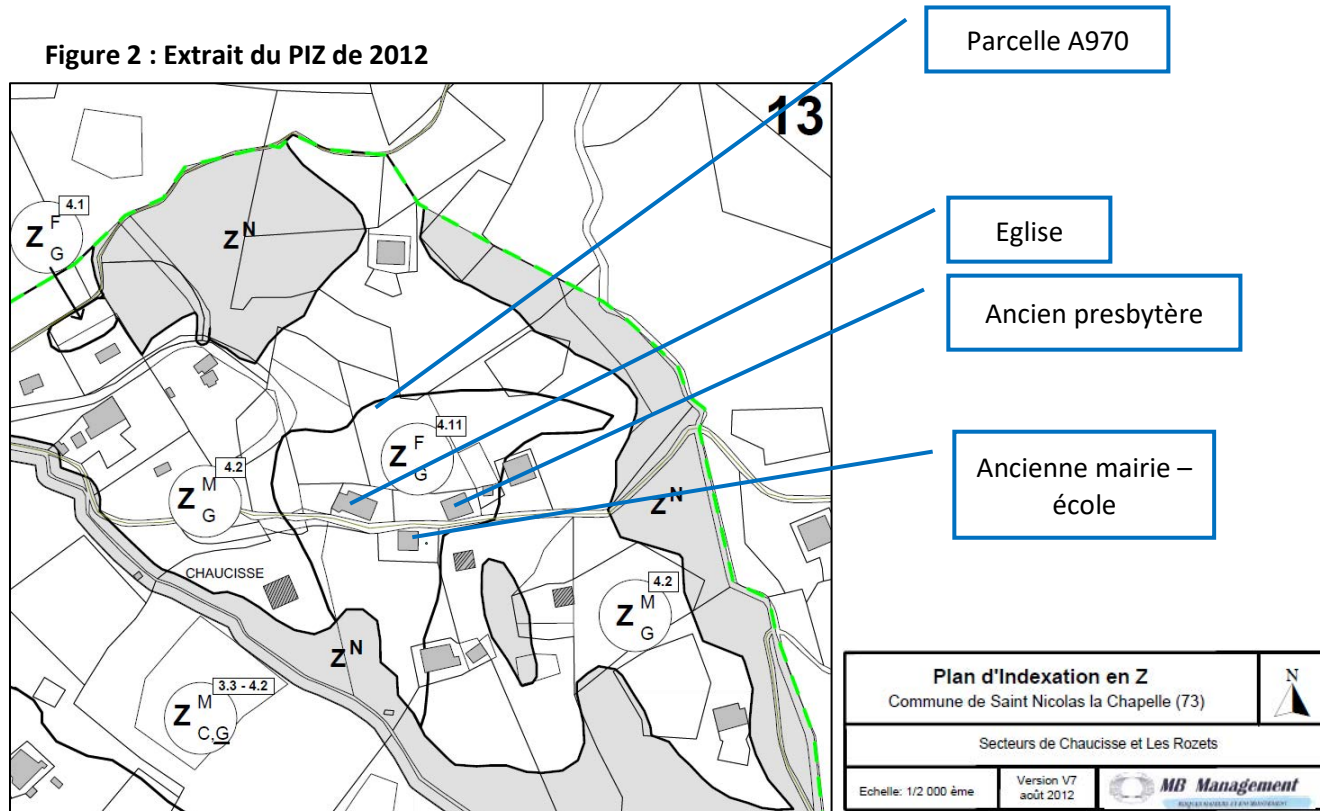 Figure 2 : Extrait du PIZ de 2012
Parcelle A970
13
Eglise
Ancien presbytère
Ancienne mairie –
école
Z N
Z F G 4.1
Z F G 4.11
Z M G 4.2
CHAUCISSE
Z N
Z M G 4.2
Z N
Z M C,G 3.3 - 4.2
Plan d'Indexation en Z
Commune de Saint Nicolas la Chapelle (73)
N
Secteurs de Chaucisse et Les Rozets
Echelle: 1/2 000 ème
Version V7
août 2012
MB Management